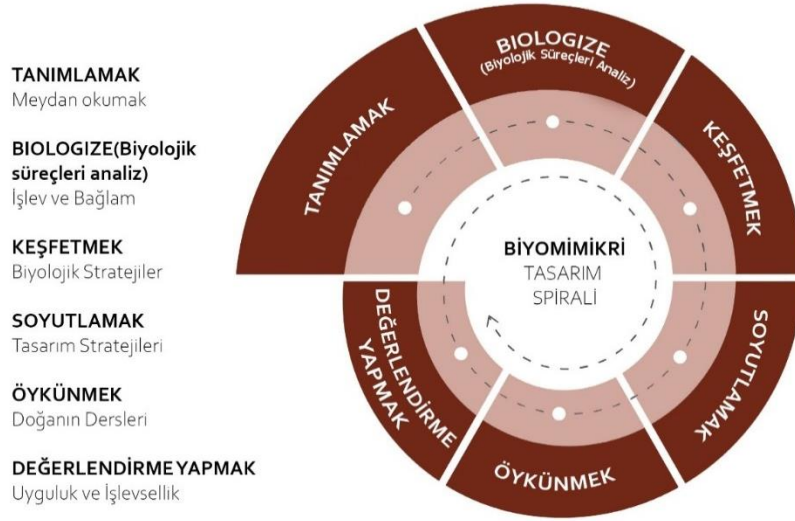 TANIMLAMAK
Meydan okumak
BIOLOGIZE(Biyolojik
süreçleri analiz)
İşlev ve Bağlam
KEŞFETMEK
Biyolojik Stratejiler
SOYUTLAMAK
Tasarım Stratejileri
ÖYKÜNMEK
Doğanın Dersleri
DEĞERLENDİRME YAPMAK
Uyguluk ve İşlevsellik
TANIMLAMAK
BIOLOGIZE
(Biyolojik Süreçleri Analiz)
KEŞFETMEK
SOYUTLAMAK
ÖYKÜNMEK
DEĞERLENDİRME
YAPMAK
BİYOMİMİKRİ
TASARIM
SPİRALİ